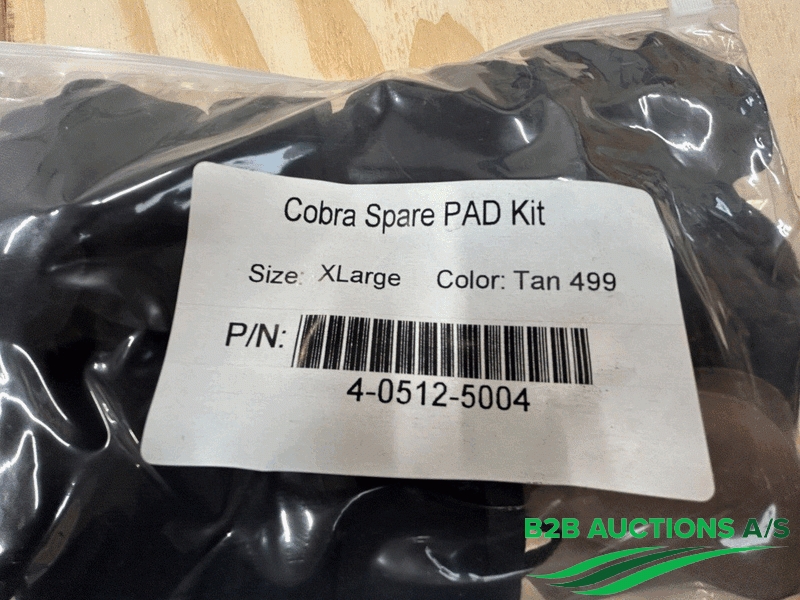 Cobra Spare PAD Kit
Size: XLarge Color: Tan 499
P/N:
4-0512-5004
B2B AUCTIONS A/S